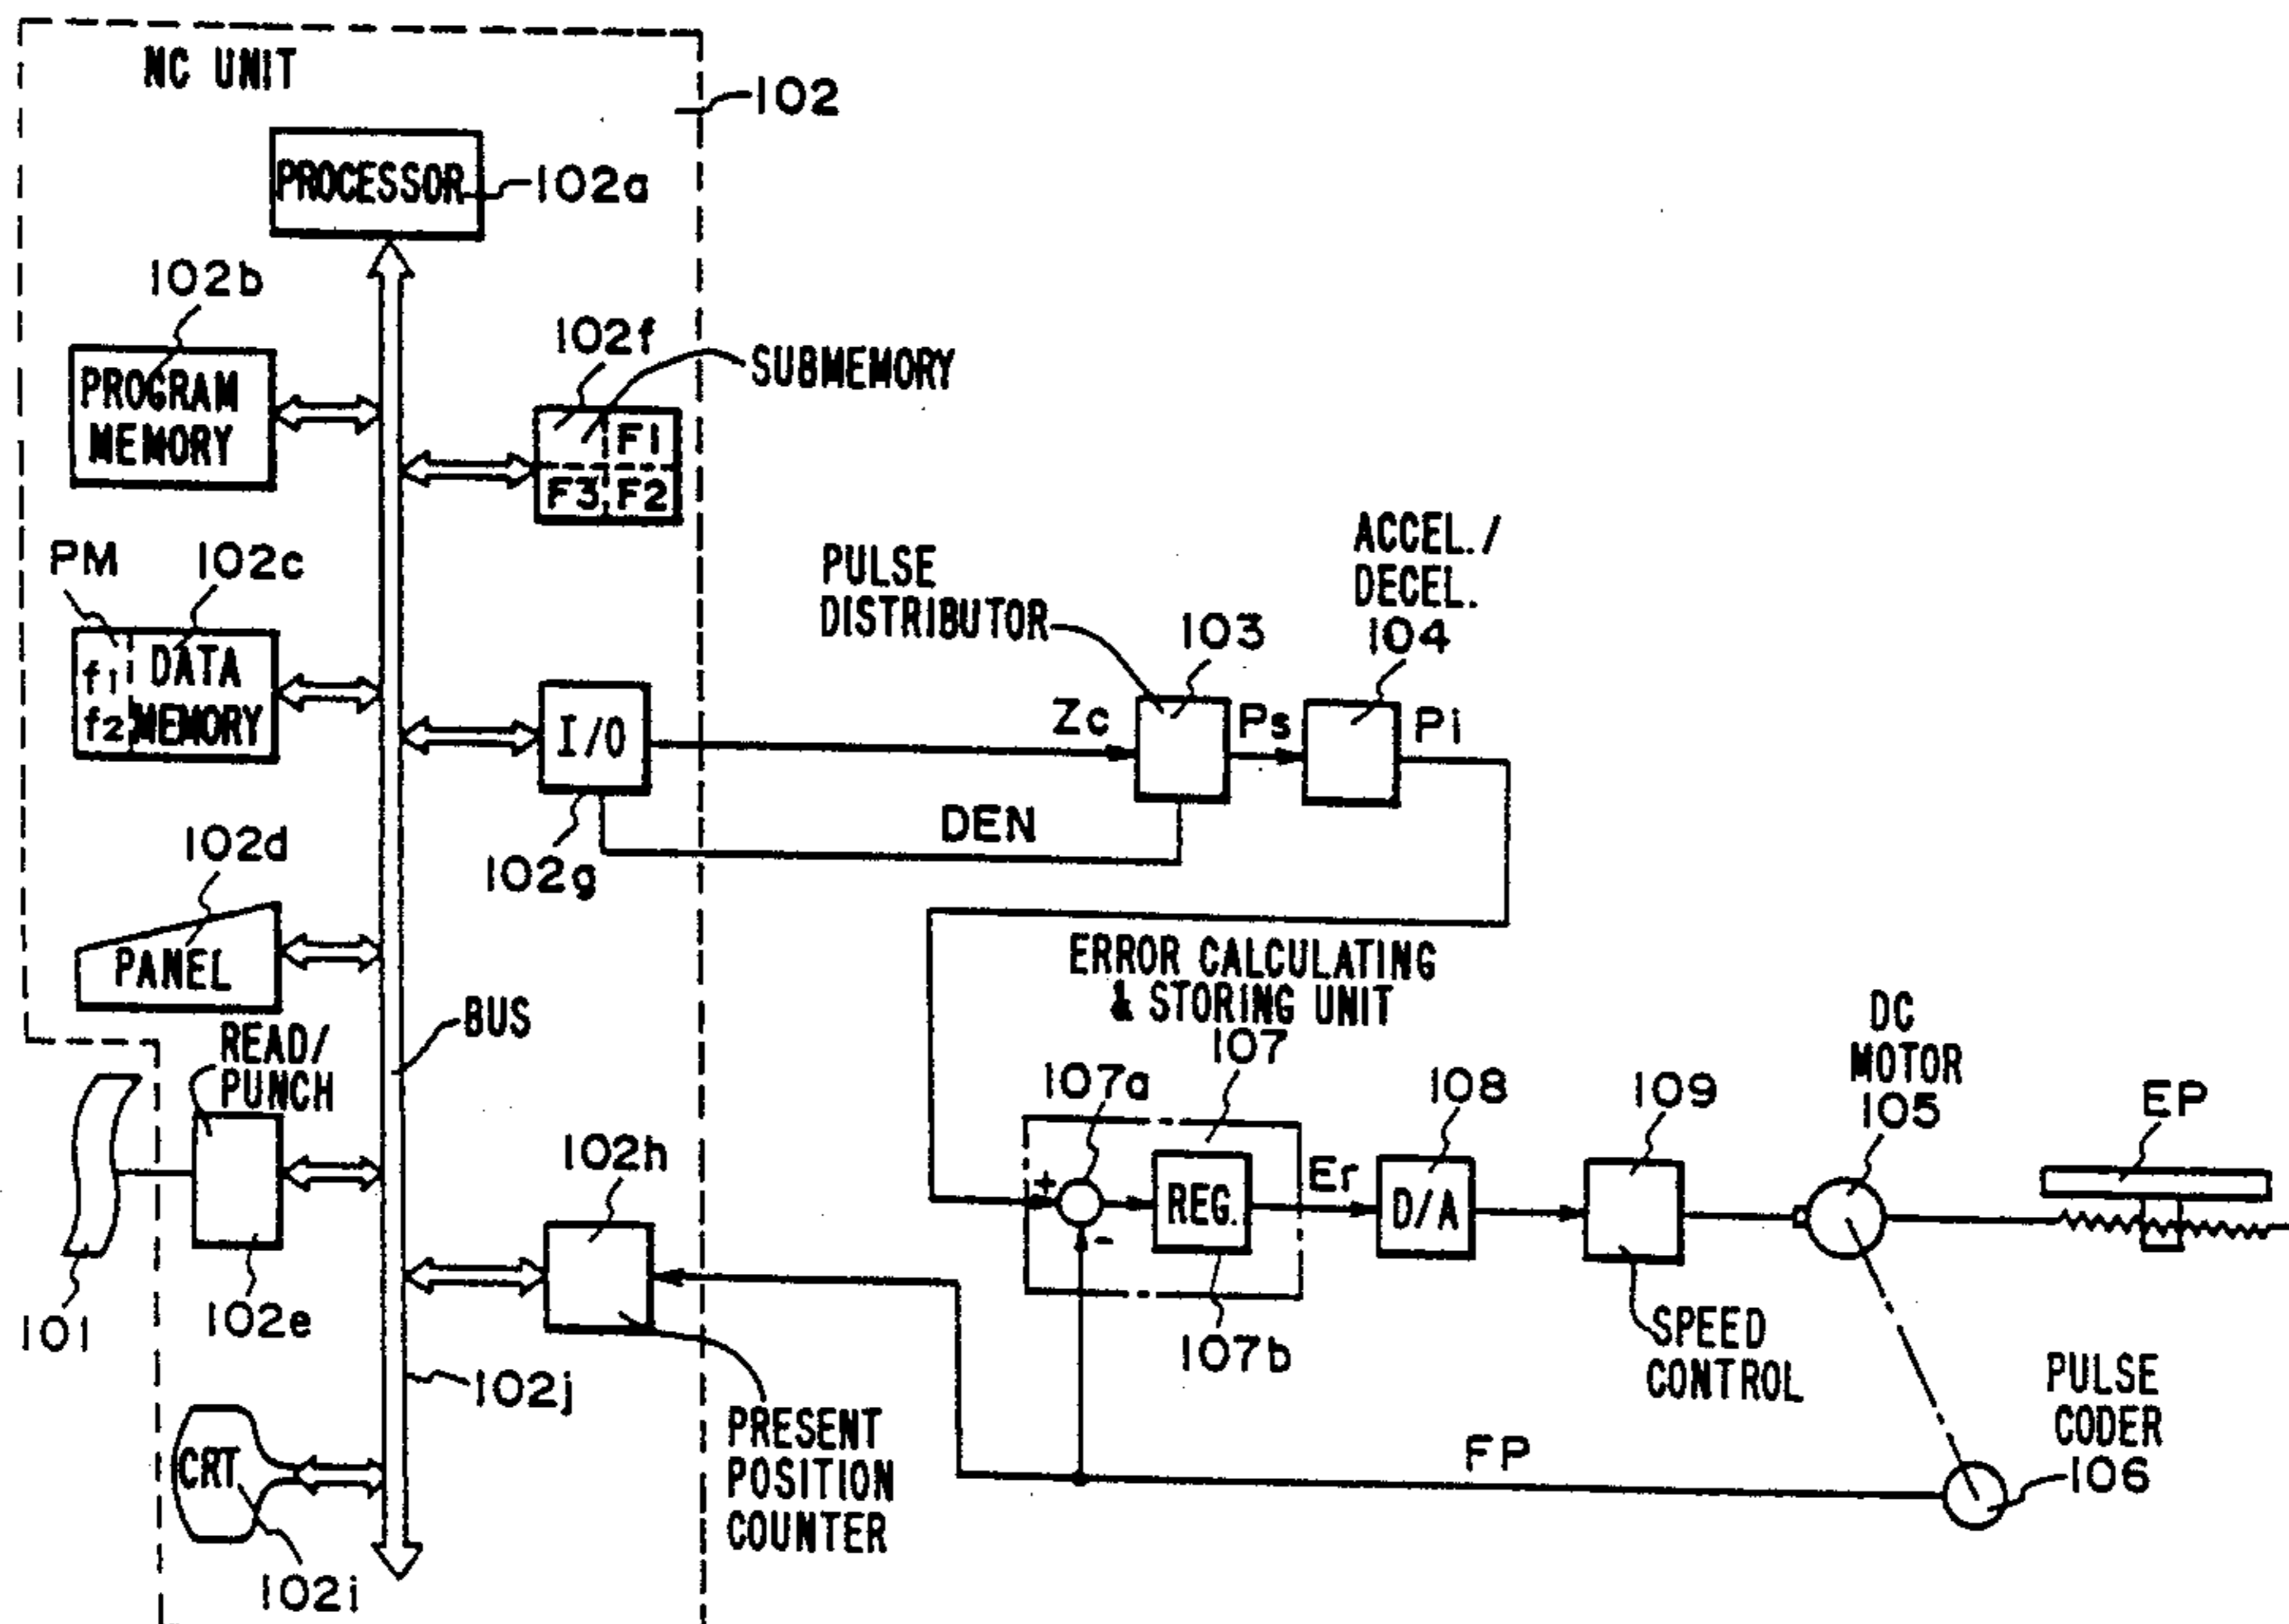 NC UNIT
102
PROCESSOR
102a
102b
PROGRAM
MEMORY
102f
SUBMEMORY
F1
F3
F2
PM
102c
f1
f2
DATA
MEMORY
I/O
102g
PULSE
DISTRIBUTOR
103
ACCEL./
DECEL.
104
Zc
Ps
Pi
DEN
102d
PANEL
BUS
READ/
PUNCH
101
102e
102h
102j
CRT
102i
PRESENT
POSITION
COUNTER
ERROR CALCULATING
& STORING UNIT
107
107a
+
-
REG.
107b
Er
108
D/A
109
SPEED
CONTROL
DC
MOTOR
105
EP
PULSE
CODER
106
FP